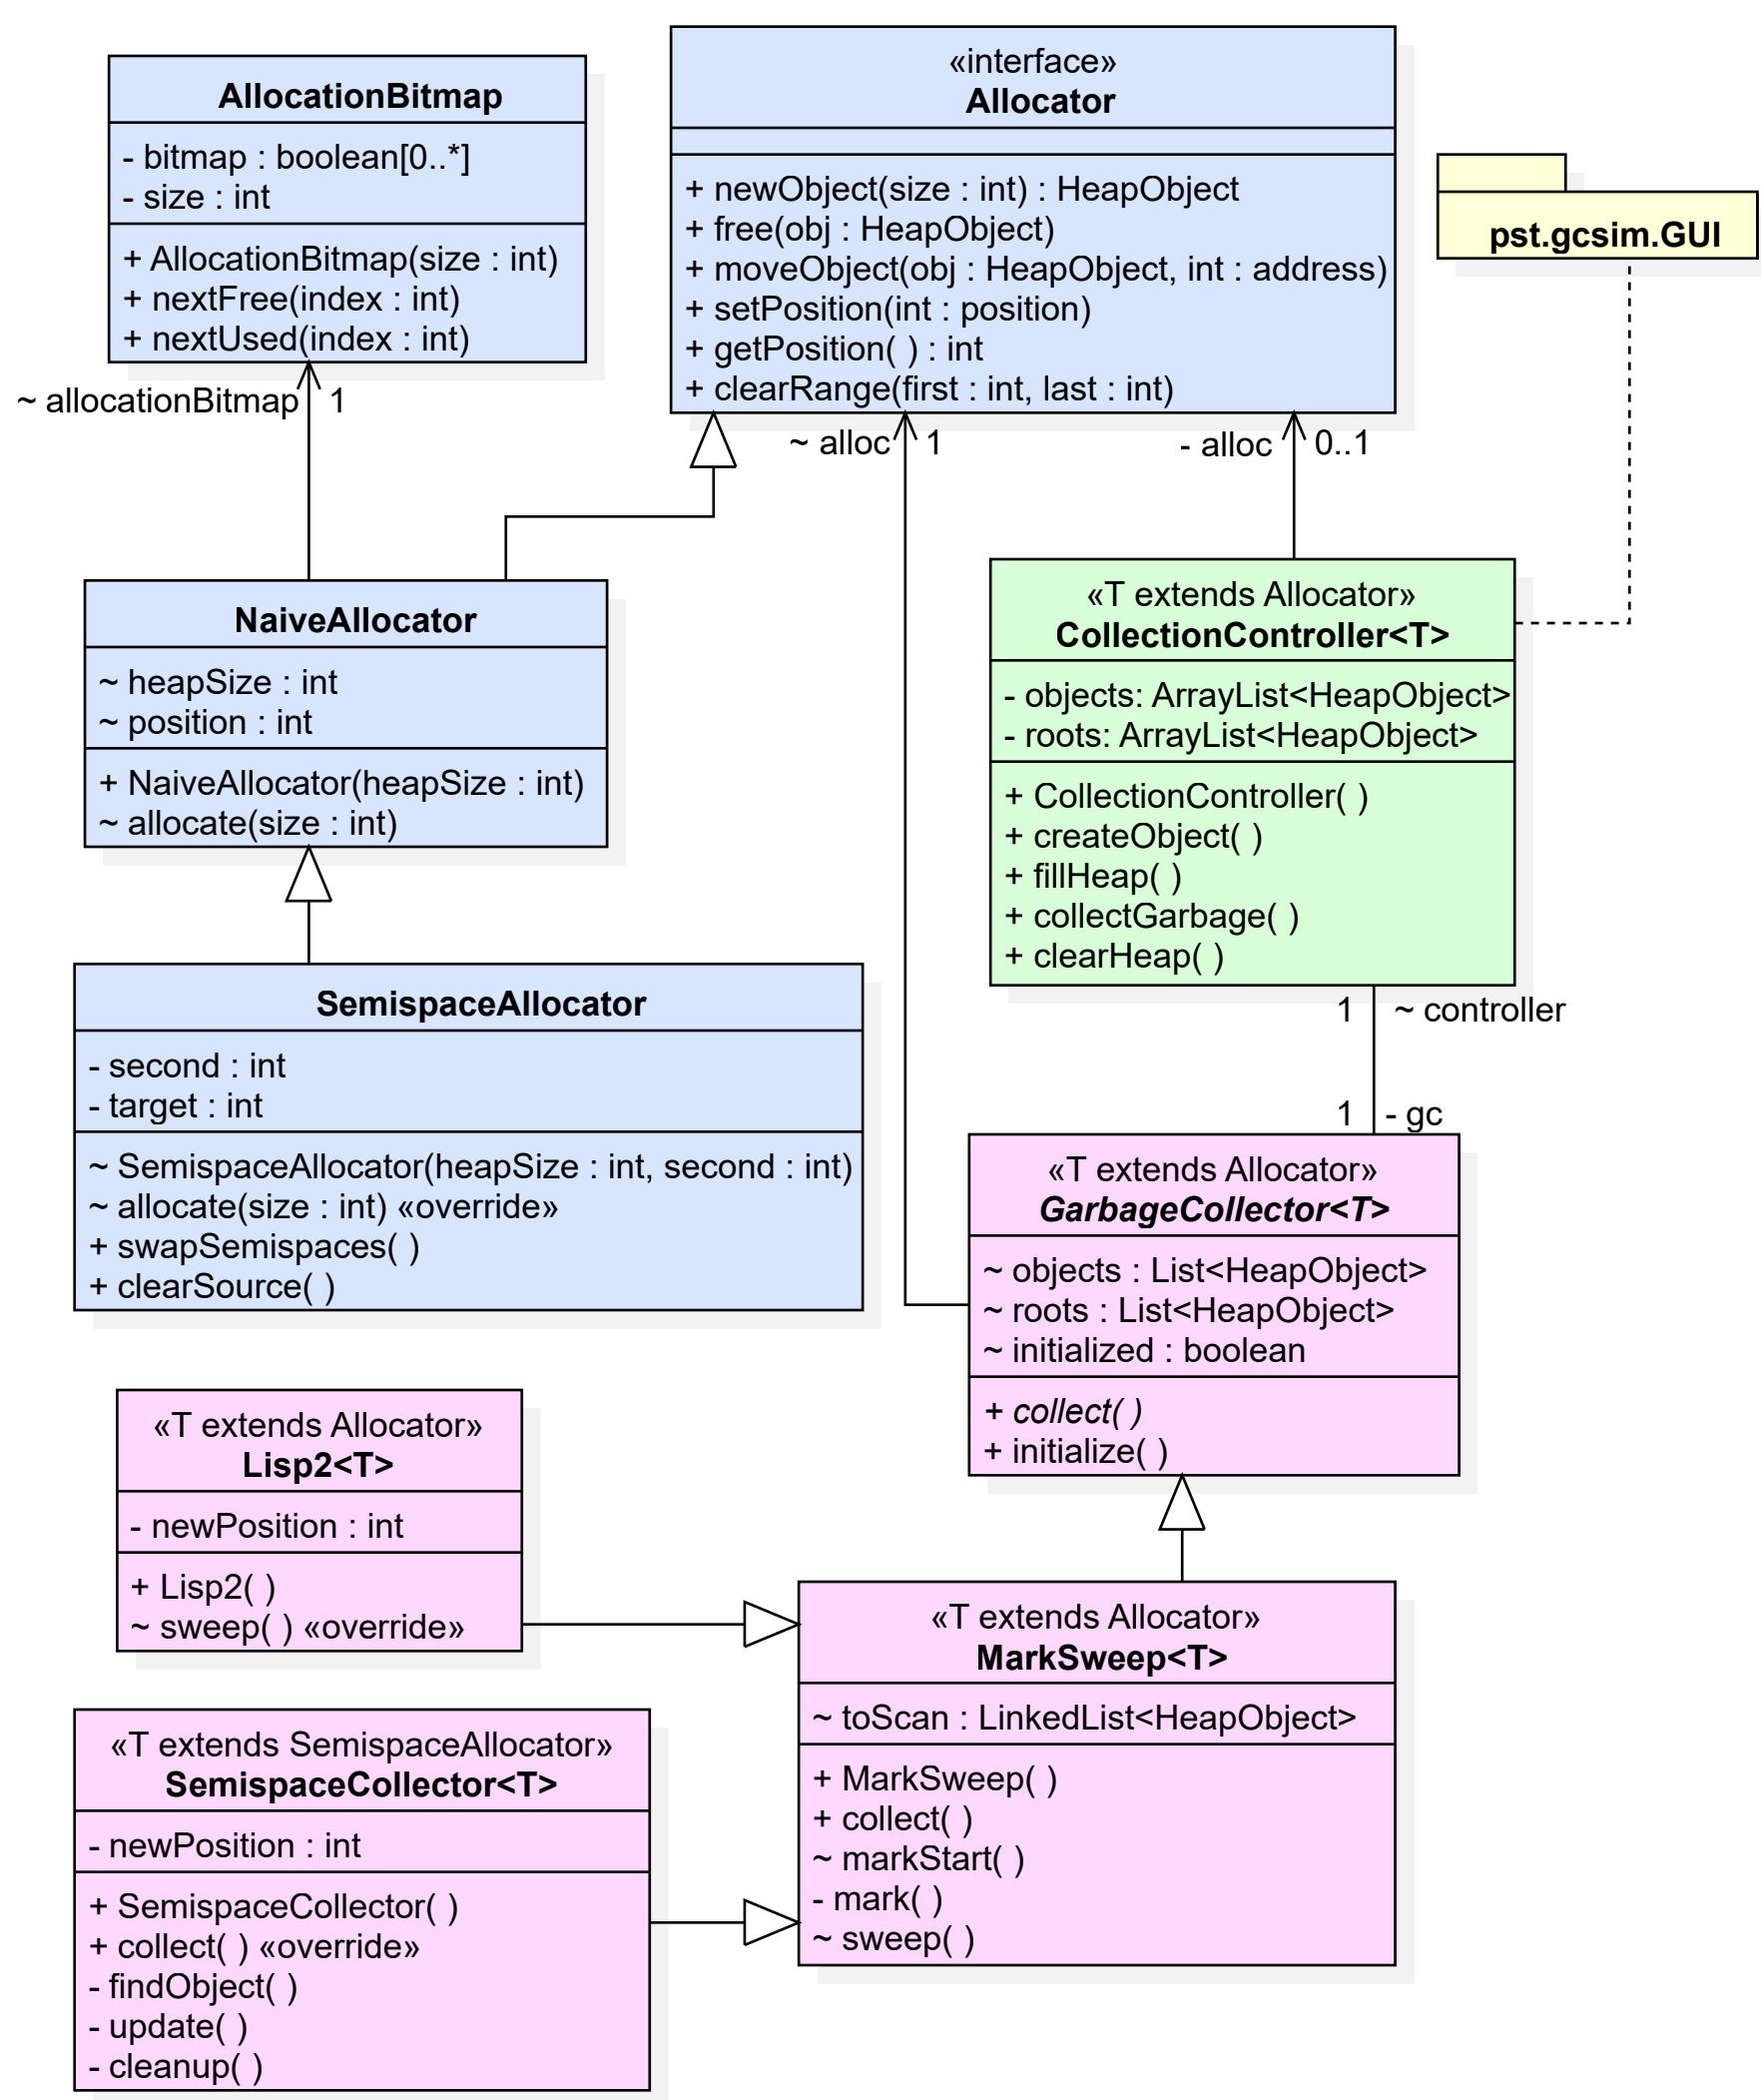 AllocationBitmap
- bitmap : boolean[0..*]
- size : int
+ AllocationBitmap(size : int)
+ nextFree(index : int)
+ nextUsed(index : int)
«interface»
Allocator
+ newObject(size : int) : HeapObject
+ free(obj : HeapObject)
+ moveObject(obj : HeapObject, int : address)
+ setPosition(int : position)
+ getPosition( ) : int
+ clearRange(first : int, last : int)
pst.gcsim.GUI
~ allocationBitmap 1
~ alloc 1
- alloc 0..1
NaiveAllocator
~ heapSize : int
~ position : int
+ NaiveAllocator(heapSize : int)
~ allocate(size : int)
«T extends Allocator»
CollectionController<T>
- objects: ArrayList<HeapObject>
- roots: ArrayList<HeapObject>
+ CollectionController( )
+ createObject( )
+ fillHeap( )
+ collectGarbage( )
+ clearHeap( )
SemispaceAllocator
- second : int
- target : int
~ SemispaceAllocator(heapSize : int, second : int)
~ allocate(size : int) «override»
+ swapSemispaces( )
+ clearSource( )
1 ~ controller
1 - gc
«T extends Allocator»
GarbageCollector<T>
~ objects : List<HeapObject>
~ roots : List<HeapObject>
~ initialized : boolean
+ collect( )
+ initialize( )
«T extends Allocator»
Lisp2<T>
- newPosition : int
+ Lisp2( )
~ sweep( ) «override»
«T extends Allocator»
MarkSweep<T>
~ toScan : LinkedList<HeapObject>
+ MarkSweep( )
+ collect( )
~ markStart( )
- mark( )
~ sweep( )
«T extends SemispaceAllocator»
SemispaceCollector<T>
- newPosition : int
+ SemispaceCollector( )
+ collect( ) «override»
- findObject( )
- update( )
- cleanup( )